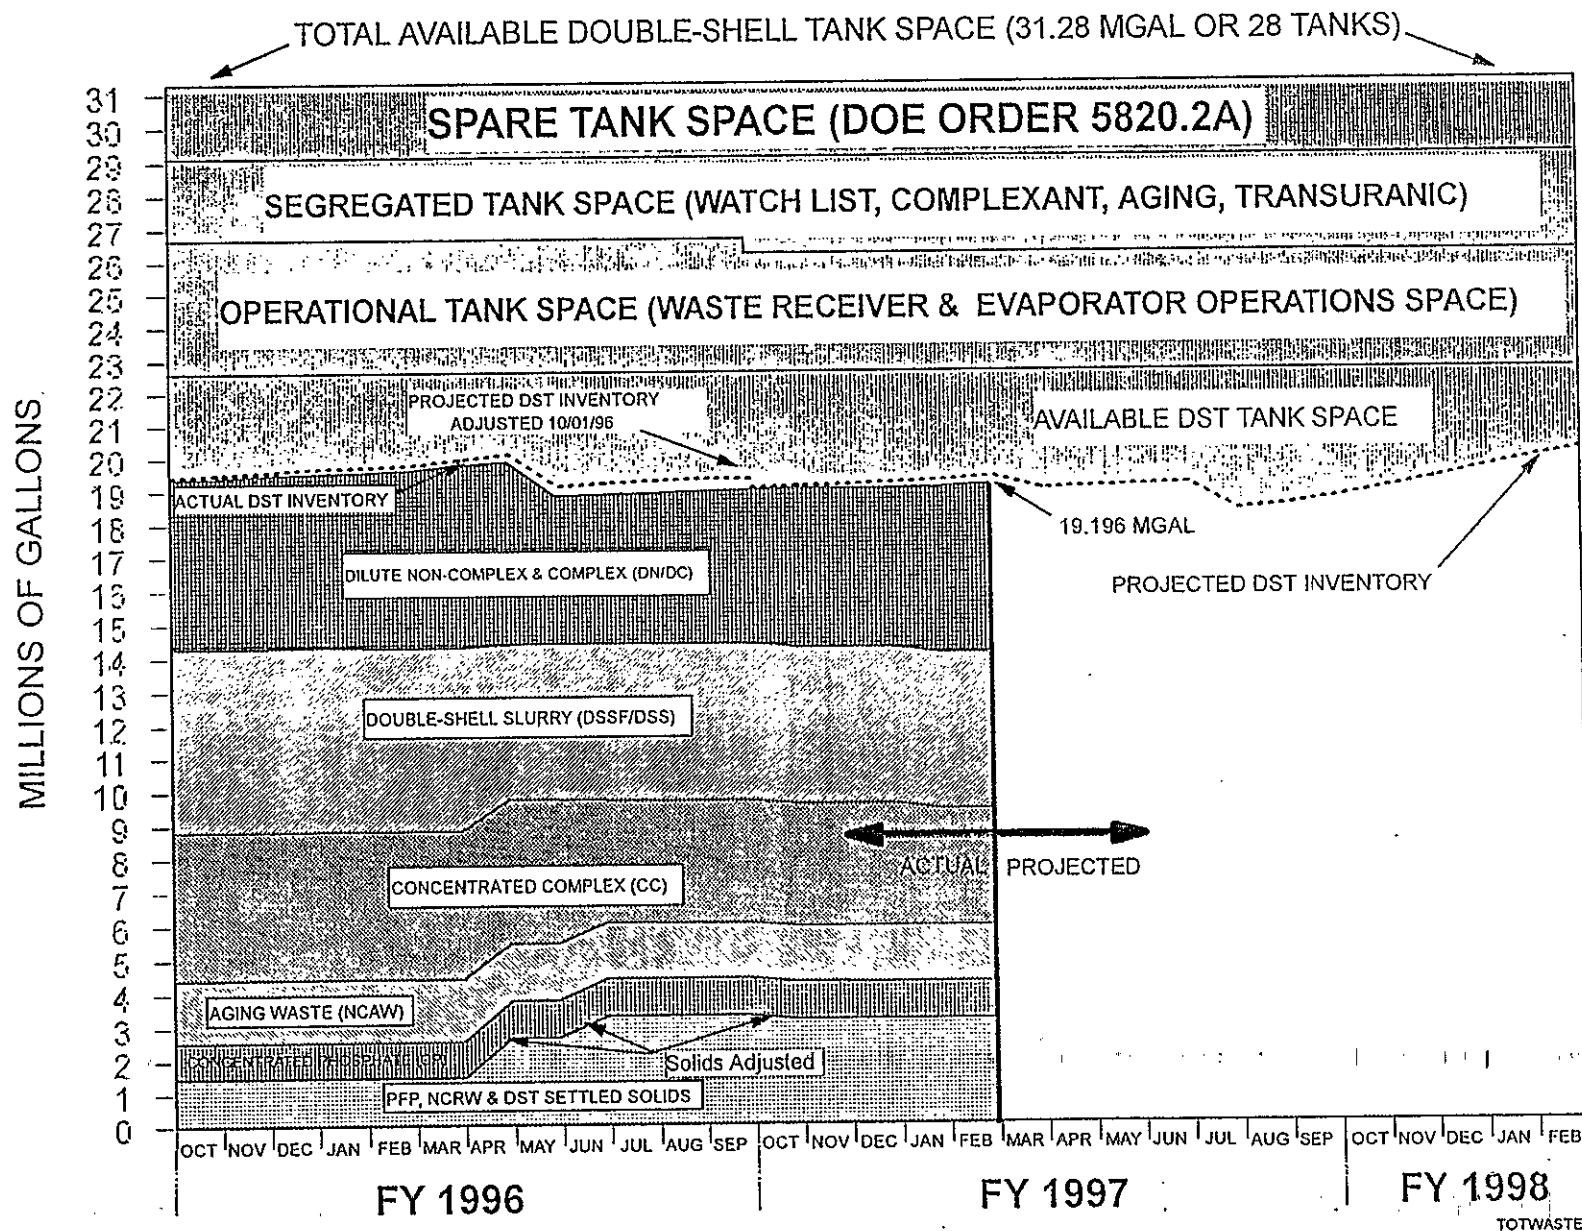 TOTAL AVAILABLE DOUBLE-SHELL TANK SPACE (31.28 MGAL OR 28 TANKS)
31
30
29
28
27
26
25
24
23
22
21
20
19
18
17
16
15
14
13
12
11
10
9
8
7
6
5
4
3
2
1
0
MILLIONS OF GALLONS
SPARE TANK SPACE (DOE ORDER 5820.2A)
SEGREGATED TANK SPACE (WATCH LIST, COMPLEXANT, AGING, TRANSURANIC)
OPERATIONAL TANK SPACE (WASTE RECEIVER & EVAPORATOR OPERATIONS SPACE)
PROJECTED DST INVENTORY
ADJUSTED 10/01/96
AVAILABLE DST TANK SPACE
ACTUAL DST INVENTORY
19.196 MGAL
DILUTE NON-COMPLEX & COMPLEX (DN/DC)
PROJECTED DST INVENTORY
DOUBLE-SHELL SLURRY (DSSF/DSS)
ACTUAL PROJECTED
CONCENTRATED COMPLEX (CC)
AGING WASTE (NCAW)
CONCENTRATED PHOSPHATE (CP)
Solids Adjusted
PFP, NCRW & DST SETTLED SOLIDS
OCT NOV DEC JAN FEB MAR APR MAY JUN JUL AUG SEP OCT NOV DEC JAN FEB MAR APR MAY JUN JUL AUG SEP OCT NOV DEC JAN FEB
FY 1996 FY 1997 FY 1998
TOTWASTE